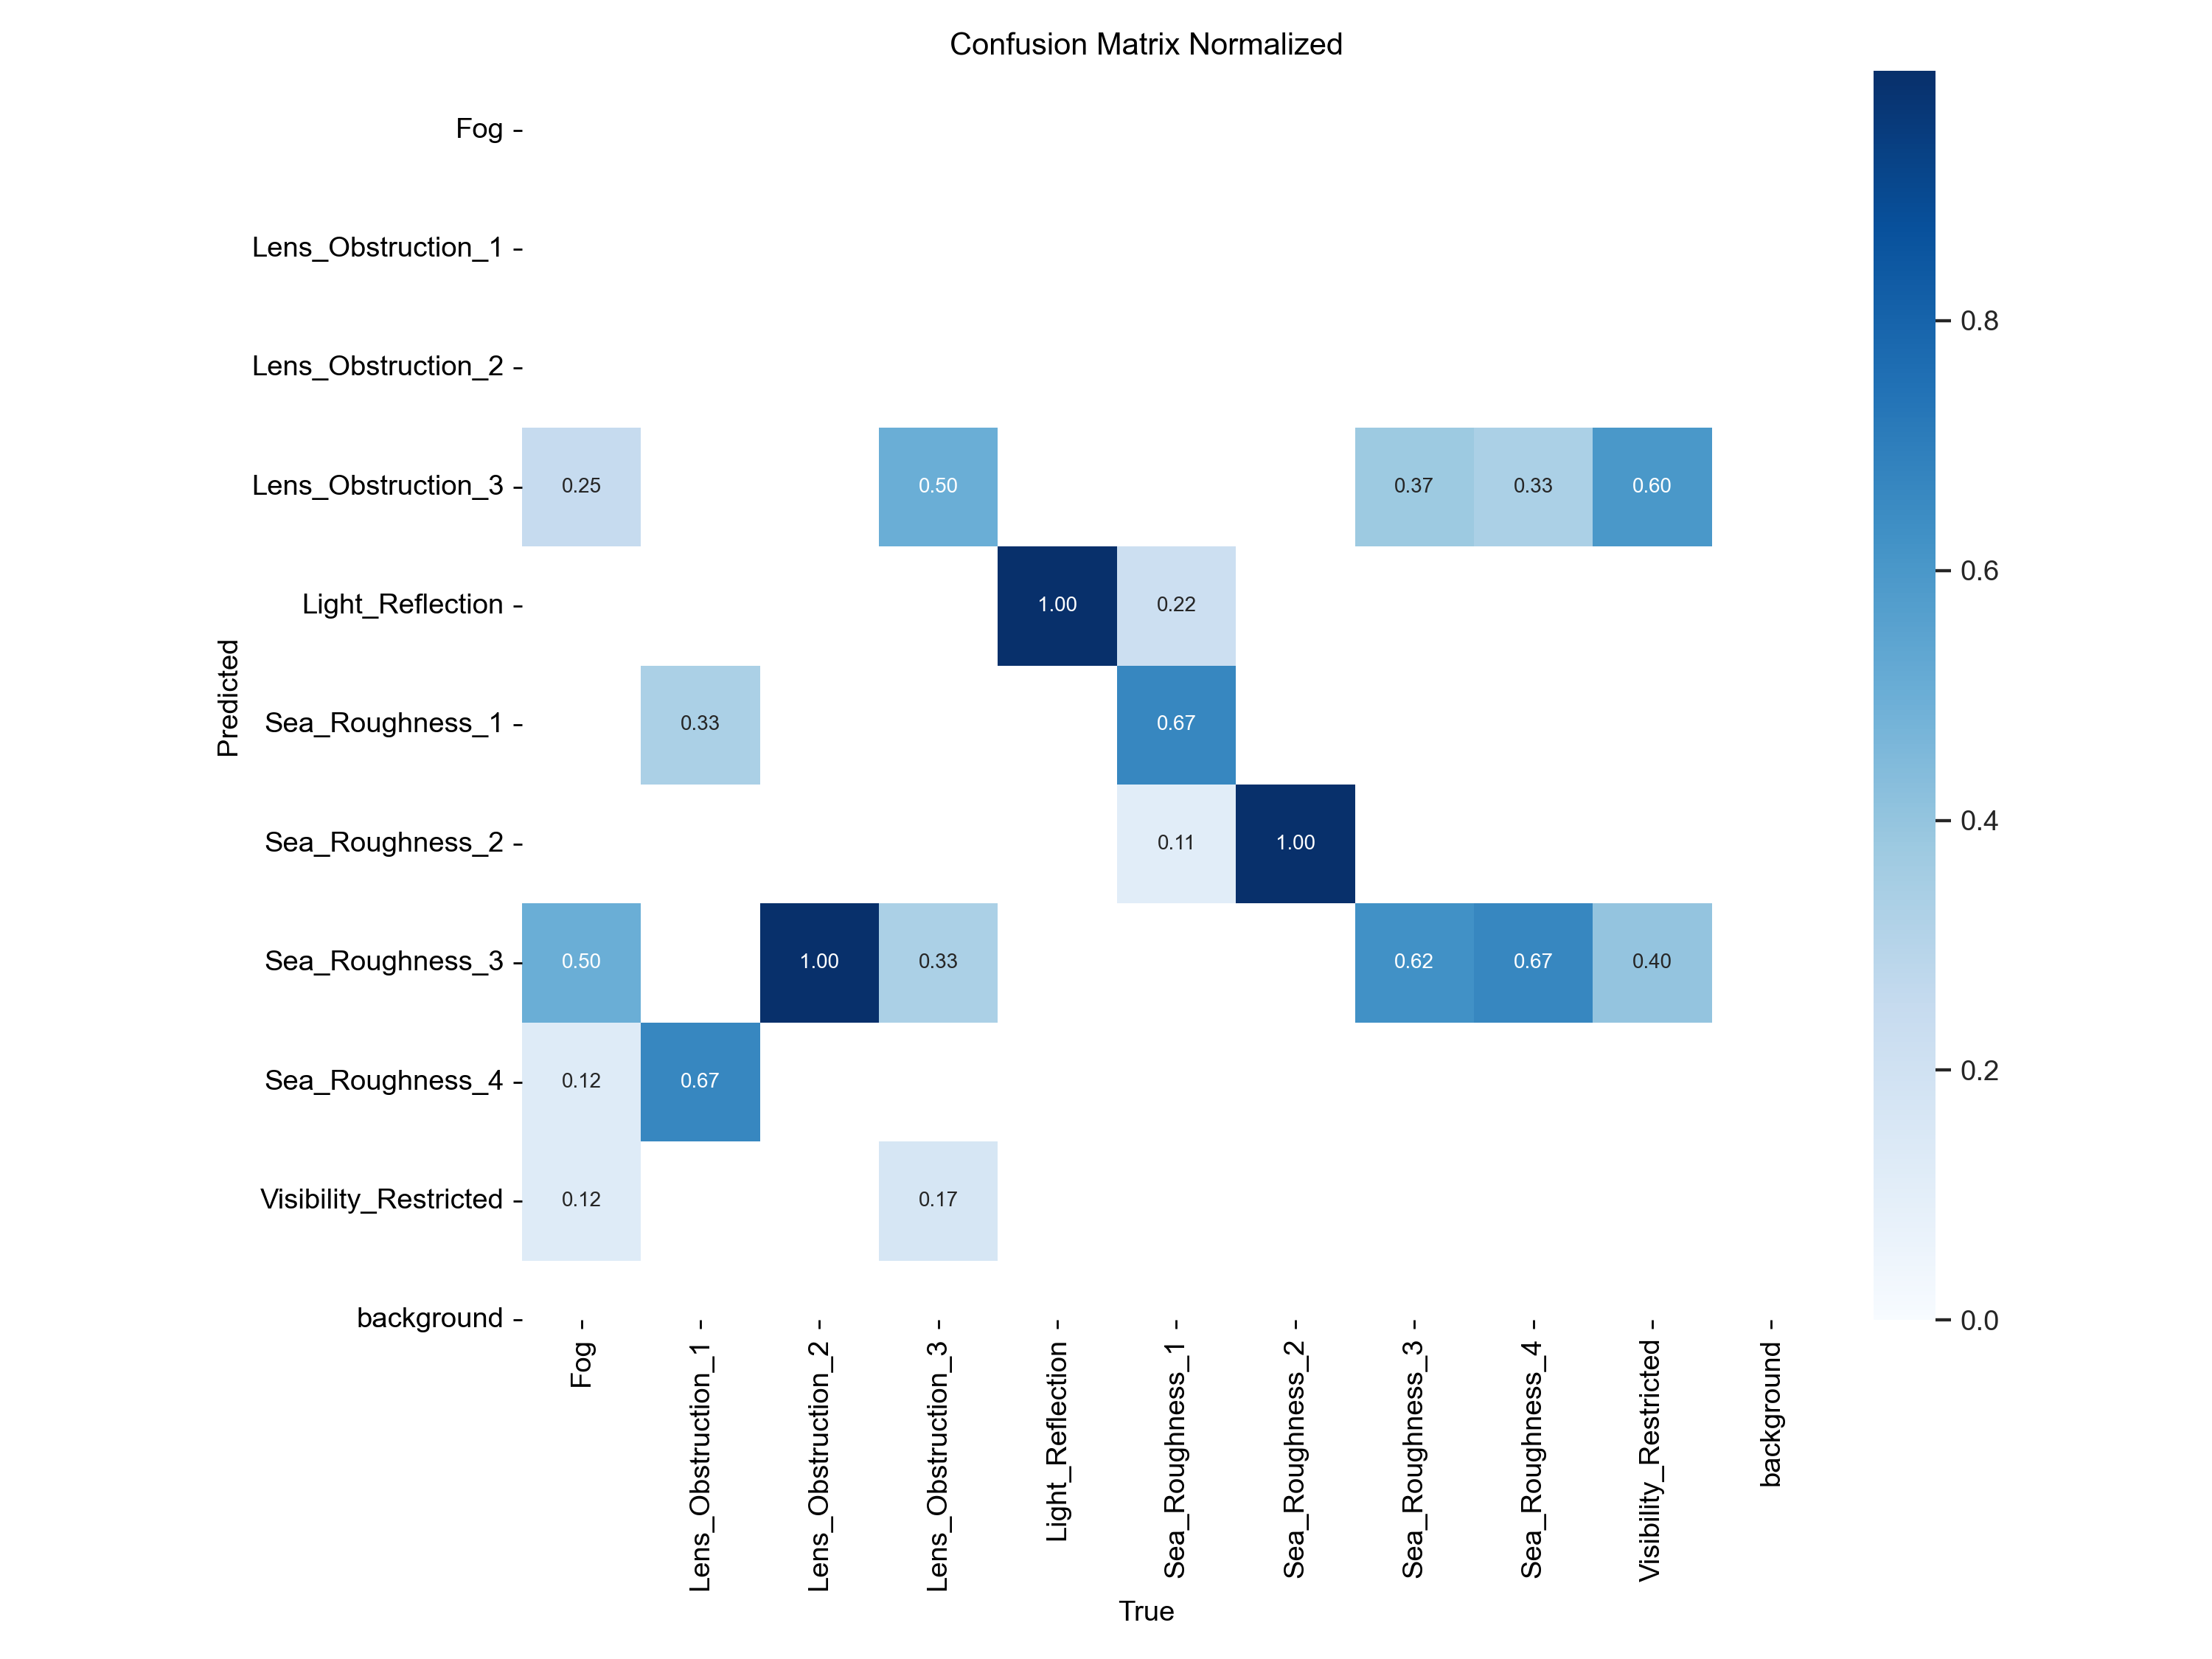 Confusion Matrix Normalized
Predicted
Fog
Lens_Obstruction_1
Lens_Obstruction_2
Lens_Obstruction_3 0.25 0.50 0.37 0.33 0.60
Light_Reflection 1.00 0.22
Sea_Roughness_1 0.33 0.67
Sea_Roughness_2 0.11 1.00
Sea_Roughness_3 0.50 1.00 0.33 0.62 0.67 0.40
Sea_Roughness_4 0.12 0.67
Visibility_Restricted 0.12 0.17
background
Fog
Lens_Obstruction_1
Lens_Obstruction_2
Lens_Obstruction_3
Light_Reflection
Sea_Roughness_1
Sea_Roughness_2
Sea_Roughness_3
Sea_Roughness_4
Visibility_Restricted
background
True
0.8
0.6
0.4
0.2
0.0